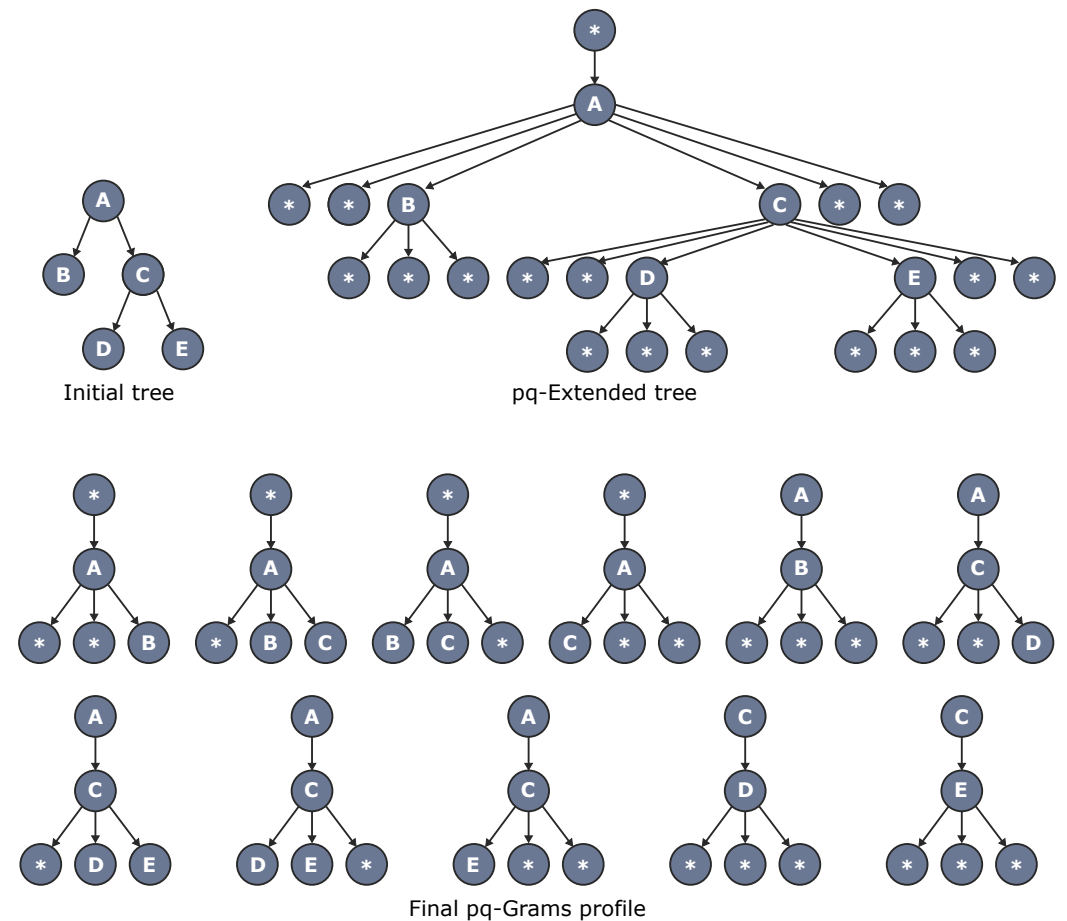 *
A
A
* * B C * *
B C
* * * * * D E * *
D E
* * * * * *
Initial tree
pq-Extended tree
* * * * A A
A A A A B C
* * B * B C B C * C * * * * * * * D
A A A C C
C C C D E
* D E D E * E * * * * * * * *
Final pq-Grams profile